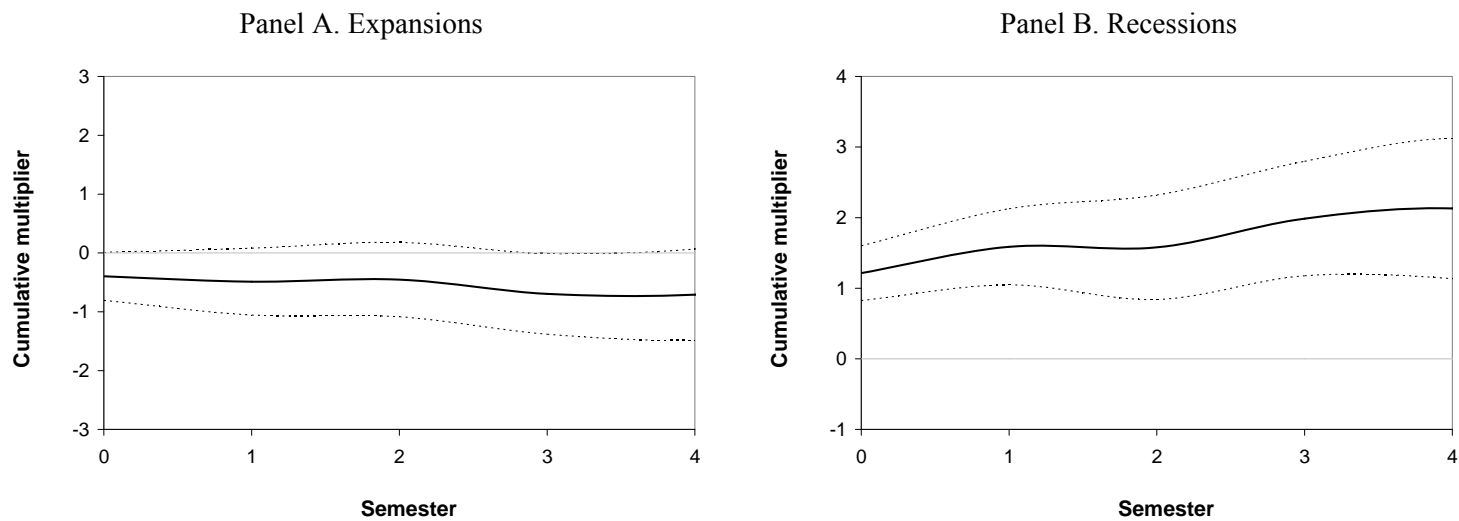 Panel A. Expansions
3
2
1
0
-1
-2
-3
Cumulative multiplier
0 1 2 3 4
Semester
Panel B. Recessions
4
3
2
1
0
-1
Cumulative multiplier
0 1 2 3 4
Semester